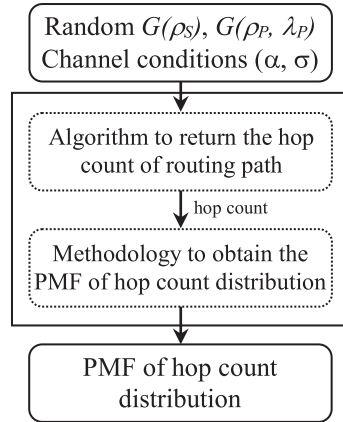 Random G(ρS), G(ρP, λP)
Channel conditions (α, σ)
Algorithm to return the hop
count of routing path
hop count
Methodology to obtain the
PMF of hop count distribution
PMF of hop count
distribution